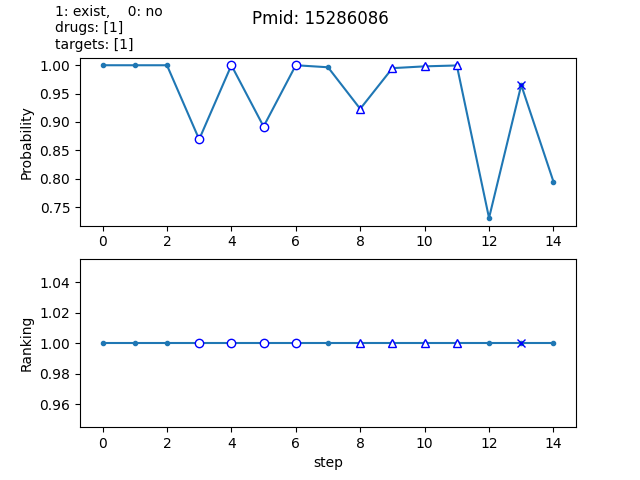 1: exist,    0: no
drugs: [1]
targets: [1]
Pmid: 15286086
Probability
1.00
0.95
0.90
0.85
0.80
0.75
0 2 4 6 8 10 12 14
Ranking
1.04
1.02
1.00
0.98
0.96
0 2 4 6 8 10 12 14
step